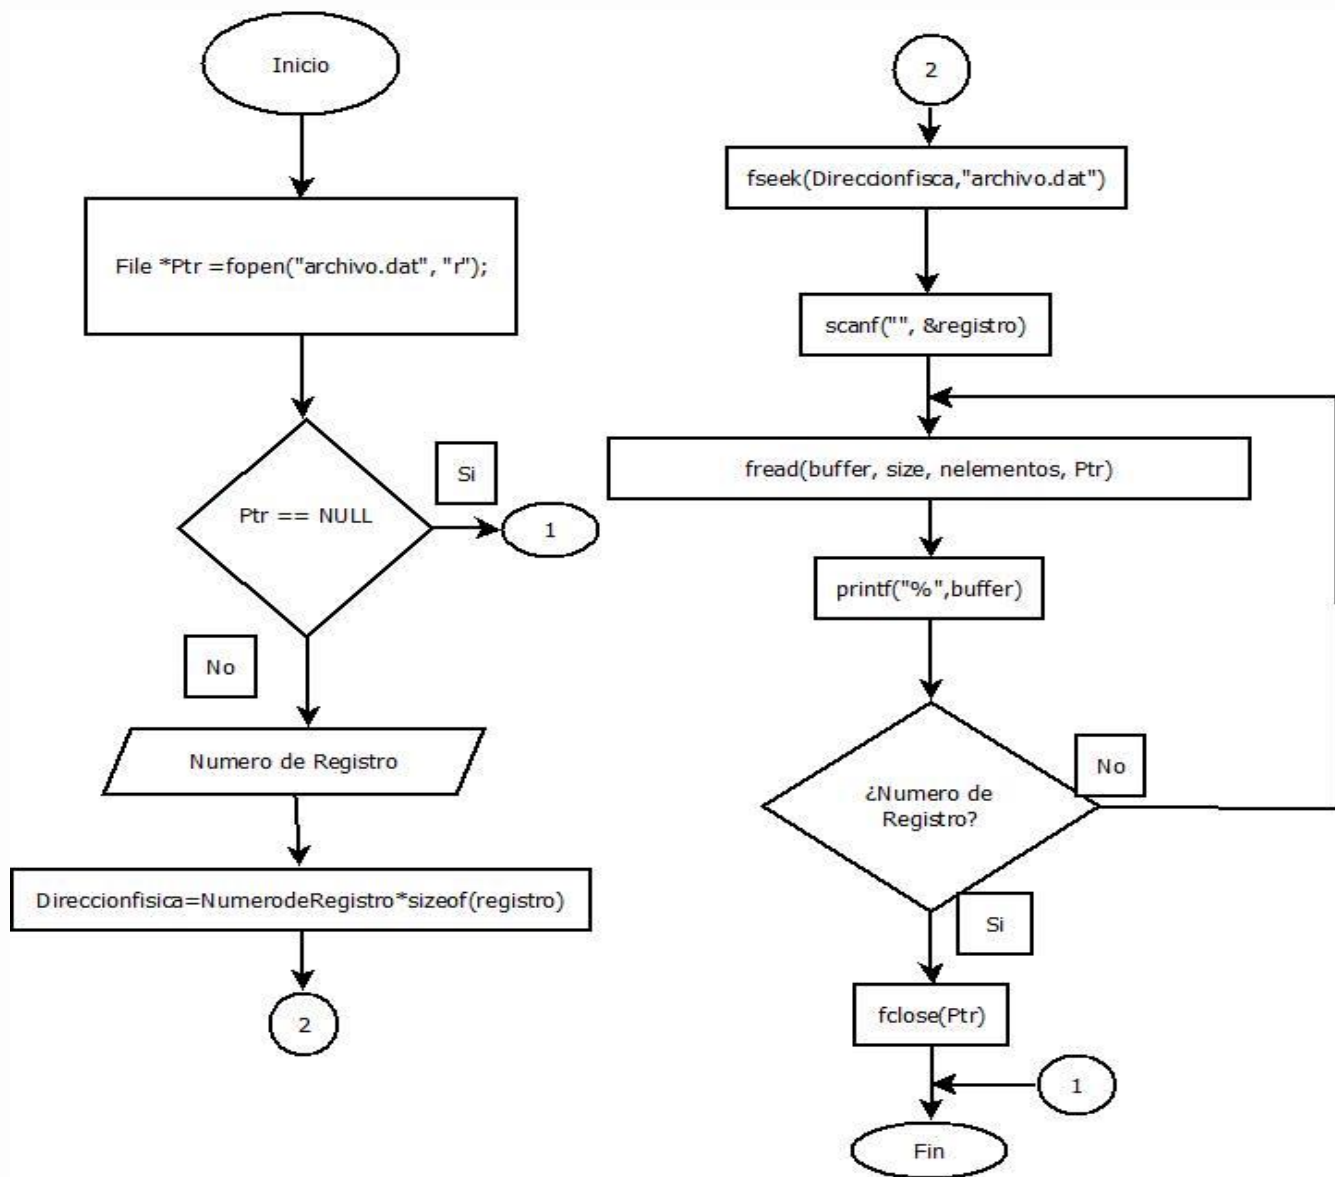 Inicio
File *Ptr =fopen("archivo.dat", "r");
Ptr == NULL
Si
1
No
Numero de Registro
Direccionfisica=NumerodeRegistro*sizeof(registro)
2
2
fseek(Direccionfisca,"archivo.dat")
scanf("", &registro)
fread(buffer, size, nelementos, Ptr)
printf("%",buffer)
¿Numero de
Registro?
No
Si
fclose(Ptr)
1
Fin